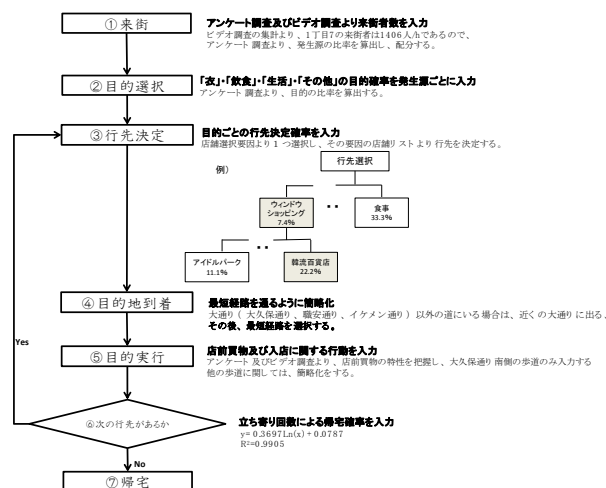 ①来街
アンケート調査及びビデオ調査より来街者数を入力
ビデオ調査の集計より、1丁目7の来街者は1406人/hであるので、
アンケート調査より、発生源の比率を算出し、配分する。
②目的選択
「衣」・「飲食」・「生活」・「その他」の目的確率を発生源ごとに入力
アンケート調査より、目的の比率を算出する。
③行先決定
目的ごとの行先決定確率を入力
店舗選択要因より1つ選択し、その要因の店舗リストより行先を決定する。
例）
行先選択
ウィンドウ
ショッピング
7.4%
・・
食事
33.3%
・・
アイドルパーク
11.1%
韓流百貨店
22.2%
④目的地到着
最短経路を通るように簡略化
大通り（大久保通り、職安通り、イケメン通り）以外の道にいる場合は、近くの大通りに出る、
その後、最短経路を選択する。
Yes
⑤目的実行
店前買物及び入店に関する行動を入力
アンケート及びビデオ調査より、店前買物の特性を把握し、大久保通り南側の歩道のみ入力する
他の歩道に関しては、簡略化をする。
⑥次の行先があるか
立ち寄り回数による帰宅確率を入力
y= 0.3697Ln(x) + 0.0787
R²=0.9905
No
⑦帰宅